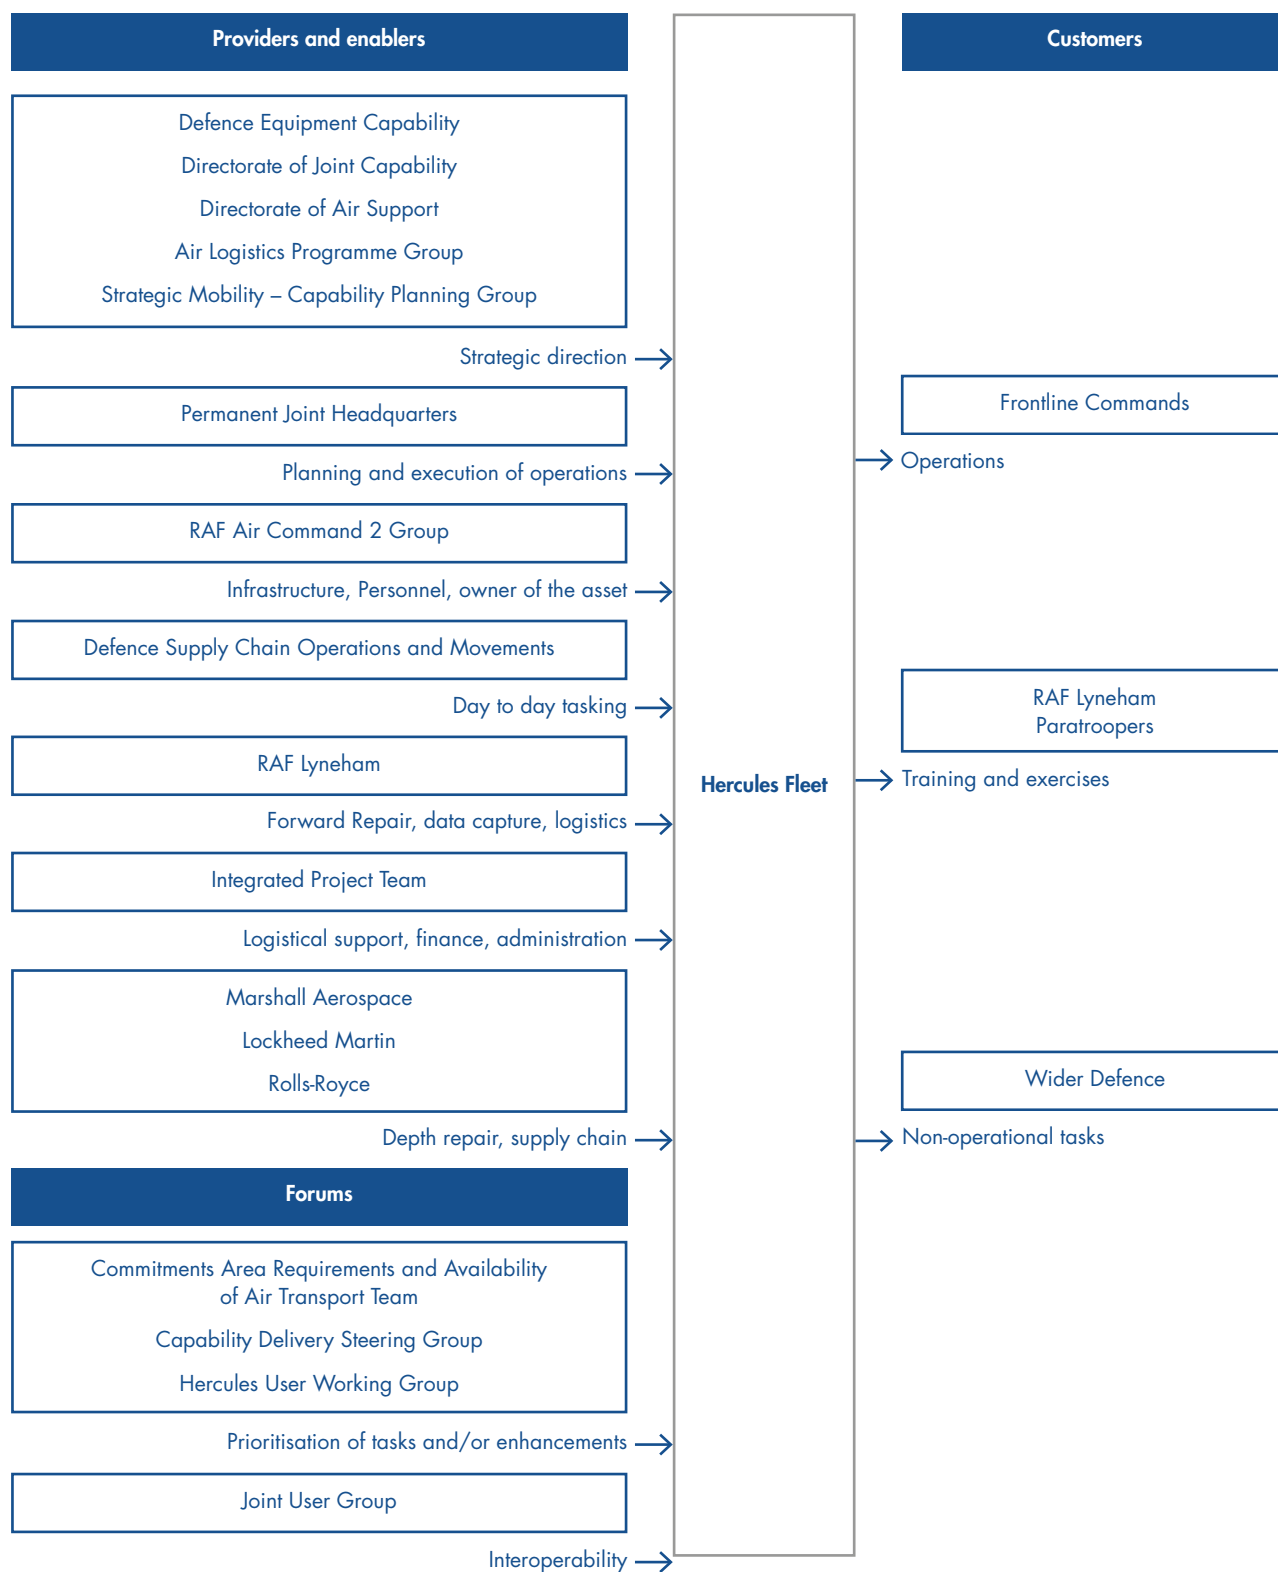 Providers and enablers
Defence Equipment Capability
Directorate of Joint Capability
Directorate of Air Support
Air Logistics Programme Group
Strategic Mobility – Capability Planning Group
Strategic direction
Permanent Joint Headquarters
Planning and execution of operations
RAF Air Command 2 Group
Infrastructure, Personnel, owner of the asset
Defence Supply Chain Operations and Movements
Day to day tasking
RAF Lyneham
Forward Repair, data capture, logistics
Integrated Project Team
Logistical support, finance, administration
Marshall Aerospace
Lockheed Martin
Rolls-Royce
Depth repair, supply chain
Forums
Commitments Area Requirements and Availability
of Air Transport Team
Capability Delivery Steering Group
Hercules User Working Group
Prioritisation of tasks and/or enhancements
Joint User Group
Interoperability
Hercules Fleet
Customers
Frontline Commands
Operations
RAF Lyneham
Paratroopers
Training and exercises
Wider Defence
Non-operational tasks